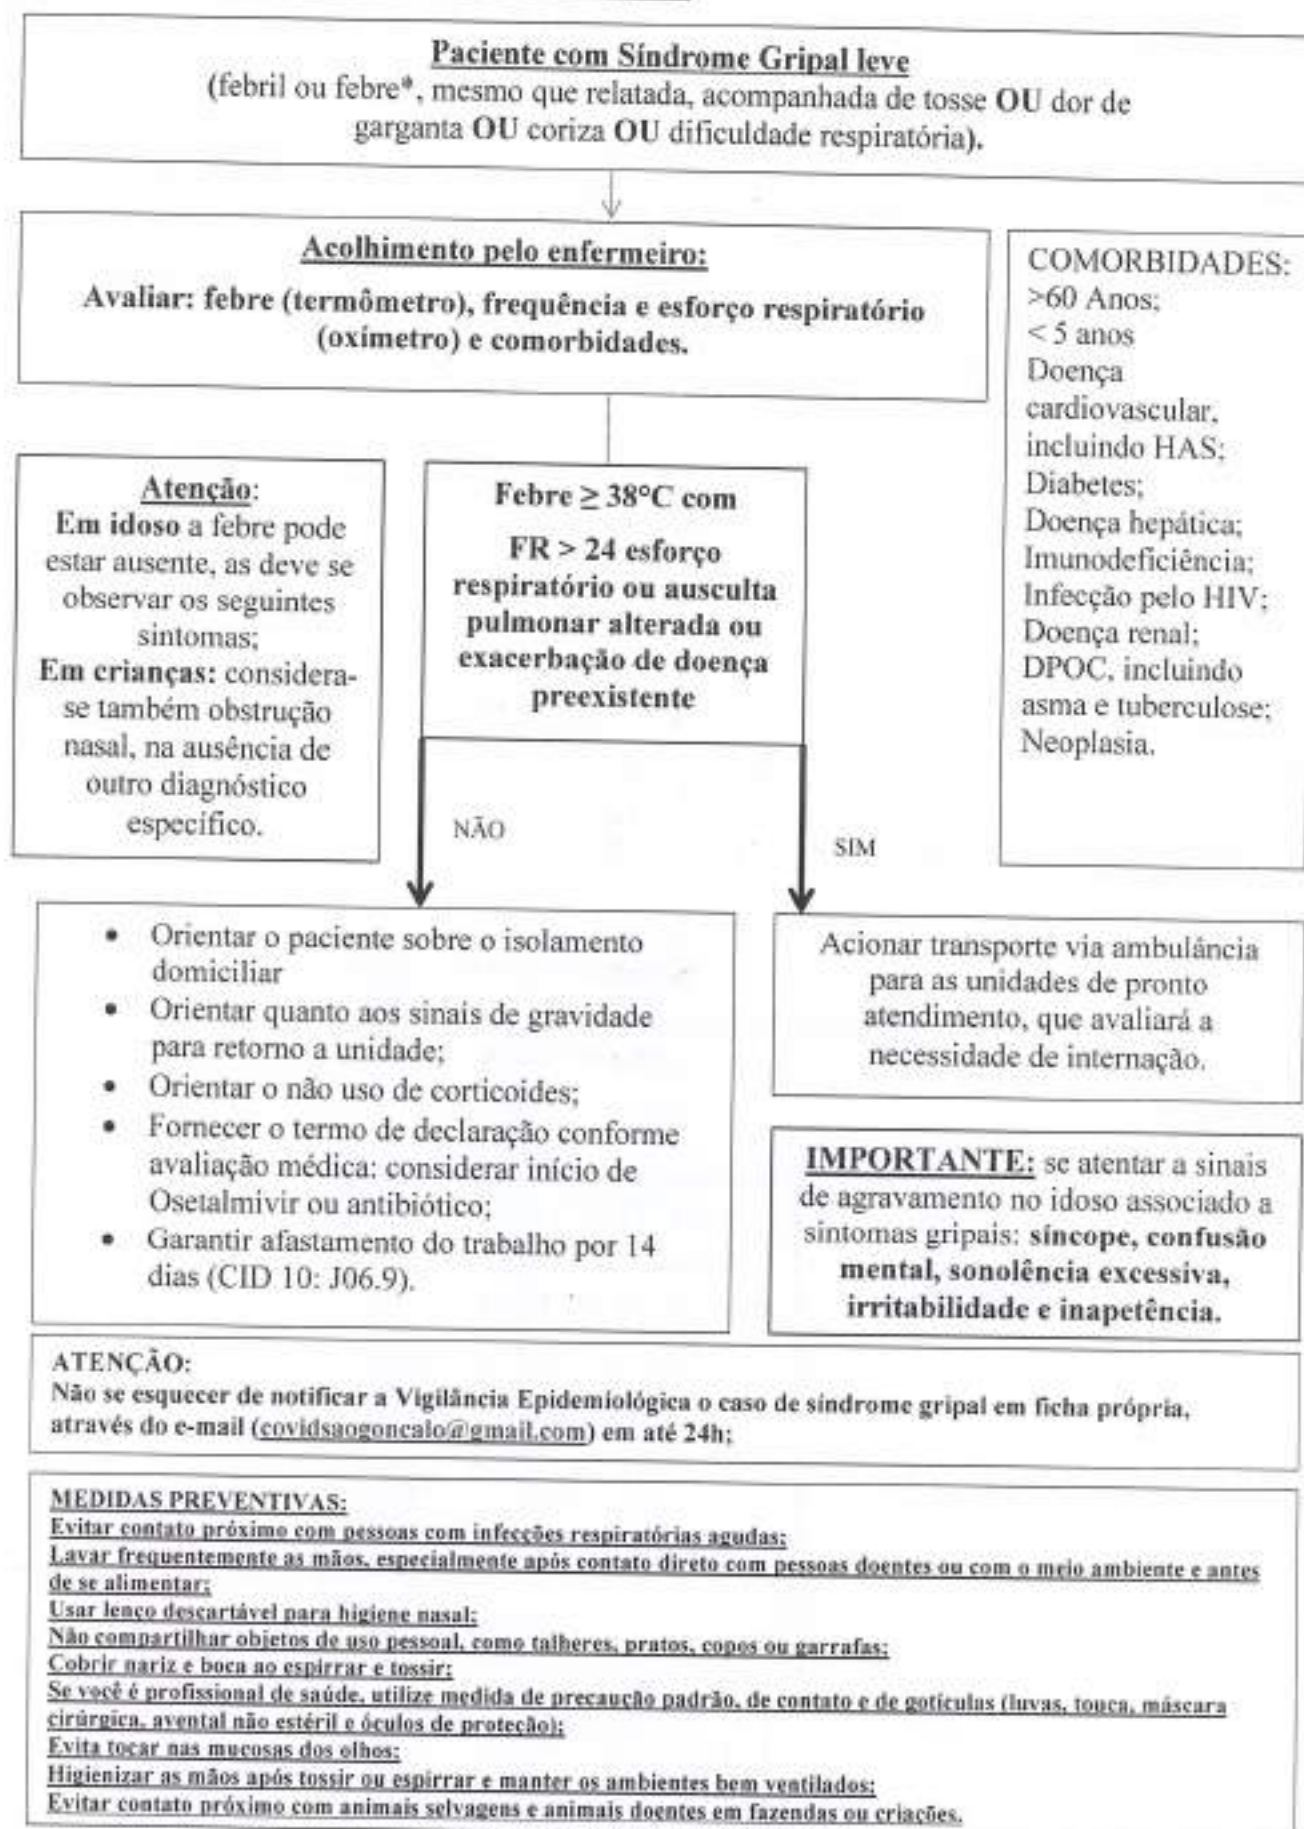 Paciente com Síndrome Gripal leve
(febril ou febre*, mesmo que relatada, acompanhada de tosse OU dor de
garganta OU coriza OU dificuldade respiratória).
Acolhimento pelo enfermeiro:
Avaliar: febre (termômetro), frequência e esforço respiratório
(oxímetro) e comorbidades.
COMORBIDADES:
>60 Anos;
< 5 anos
Doença
cardiovascular,
incluindo HAS;
Diabetes;
Doença hepática;
Imunodeficiência;
Infecção pelo HIV;
Doença renal;
DPOC, incluindo
asma e tuberculose;
Neoplasia.
Atenção:
Em idoso a febre pode
estar ausente, as deve se
observar os seguintes
sintomas;
Em crianças: considera-
se também obstrução
nasal, na ausência de
outro diagnóstico
específico.
Febre ≥ 38°C com
FR > 24 esforço
respiratório ou ausculta
pulmonar alterada ou
exacerbação de doença
preexistente
NÃO
SIM
• Orientar o paciente sobre o isolamento
domiciliar
• Orientar quanto aos sinais de gravidade
para retorno a unidade;
• Orientar o não uso de corticoides;
• Fornecer o termo de declaração conforme
avaliação médica: considerar início de
Osetalmivir ou antibiótico;
• Garantir afastamento do trabalho por 14
dias (CID 10: J06.9).
Acionar transporte via ambulância
para as unidades de pronto
atendimento, que avaliará a
necessidade de internação.
IMPORTANTE: se atentar a sinais
de agravamento no idoso associado a
sintomas gripais: síncope, confusão
mental, sonolência excessiva,
irritabilidade e inapetência.
ATENÇÃO:
Não se esquecer de notificar a Vigilância Epidemiológica o caso de síndrome gripal em ficha própria,
através do e-mail (covidsaogoncalo@gmail.com) em até 24h;
MEDIDAS PREVENTIVAS:
Evitar contato próximo com pessoas com infecções respiratórias agudas;
Lavar frequentemente as mãos, especialmente após contato direto com pessoas doentes ou com o meio ambiente e antes
de se alimentar;
Usar lenço descartável para higiene nasal;
Não compartilhar objetos de uso pessoal, como talheres, pratos, copos ou garrafas;
Cobrir nariz e boca ao espirrar e tossir;
Se você é profissional de saúde, utilize medida de precaução padrão, de contato e de gotículas (luvas, touca, máscara
cirúrgica, avental não estéril e óculos de proteção);
Evita tocar nas mucosas dos olhos;
Higienizar as mãos após tossir ou espirrar e manter os ambientes bem ventilados;
Evitar contato próximo com animais selvagens e animais doentes em fazendas ou criações.